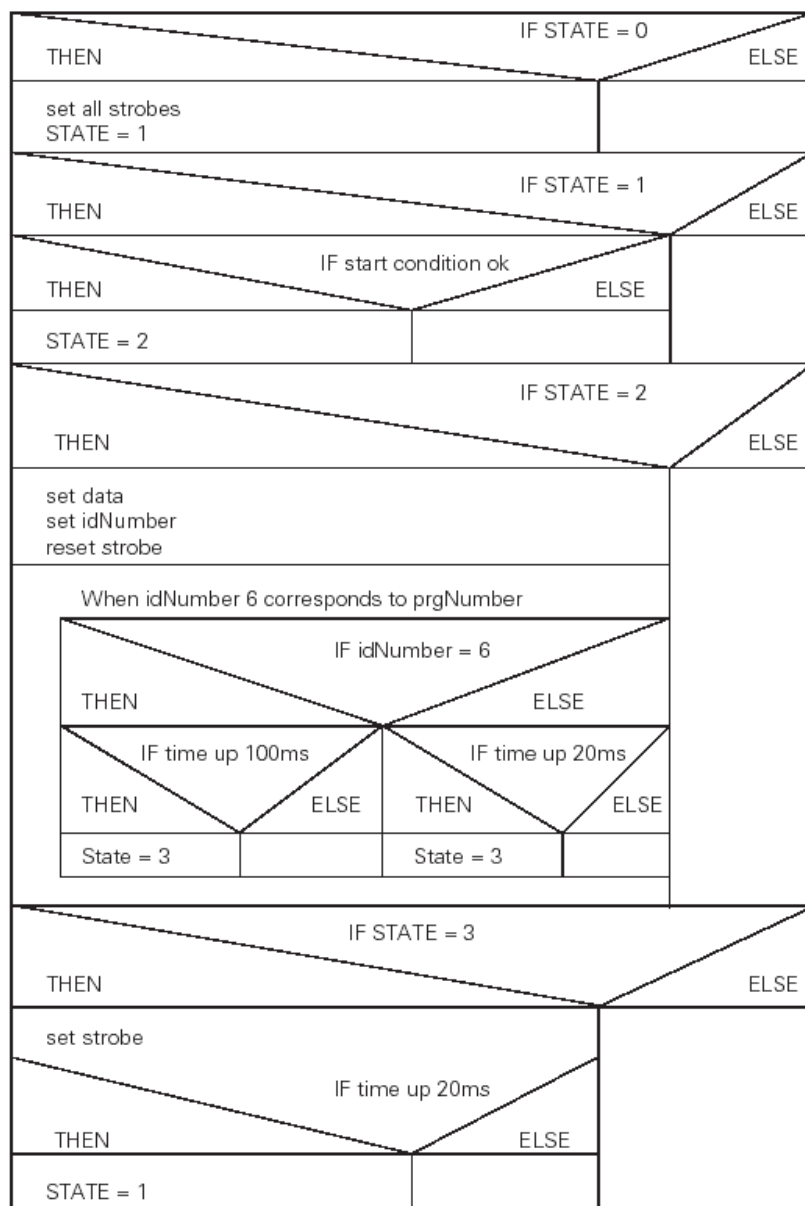 IF STATE = 0
THEN ELSE
set all strobes
STATE = 1
IF STATE = 1
THEN ELSE
IF start condition ok
THEN ELSE
STATE = 2
IF STATE = 2
THEN ELSE
set data
set idNumber
reset strobe
When idNumber 6 corresponds to prgNumber
IF idNumber = 6
THEN ELSE
IF time up 100ms IF time up 20ms
THEN ELSE THEN ELSE
State = 3 State = 3
IF STATE = 3
THEN ELSE
set strobe
IF time up 20ms
THEN ELSE
STATE = 1